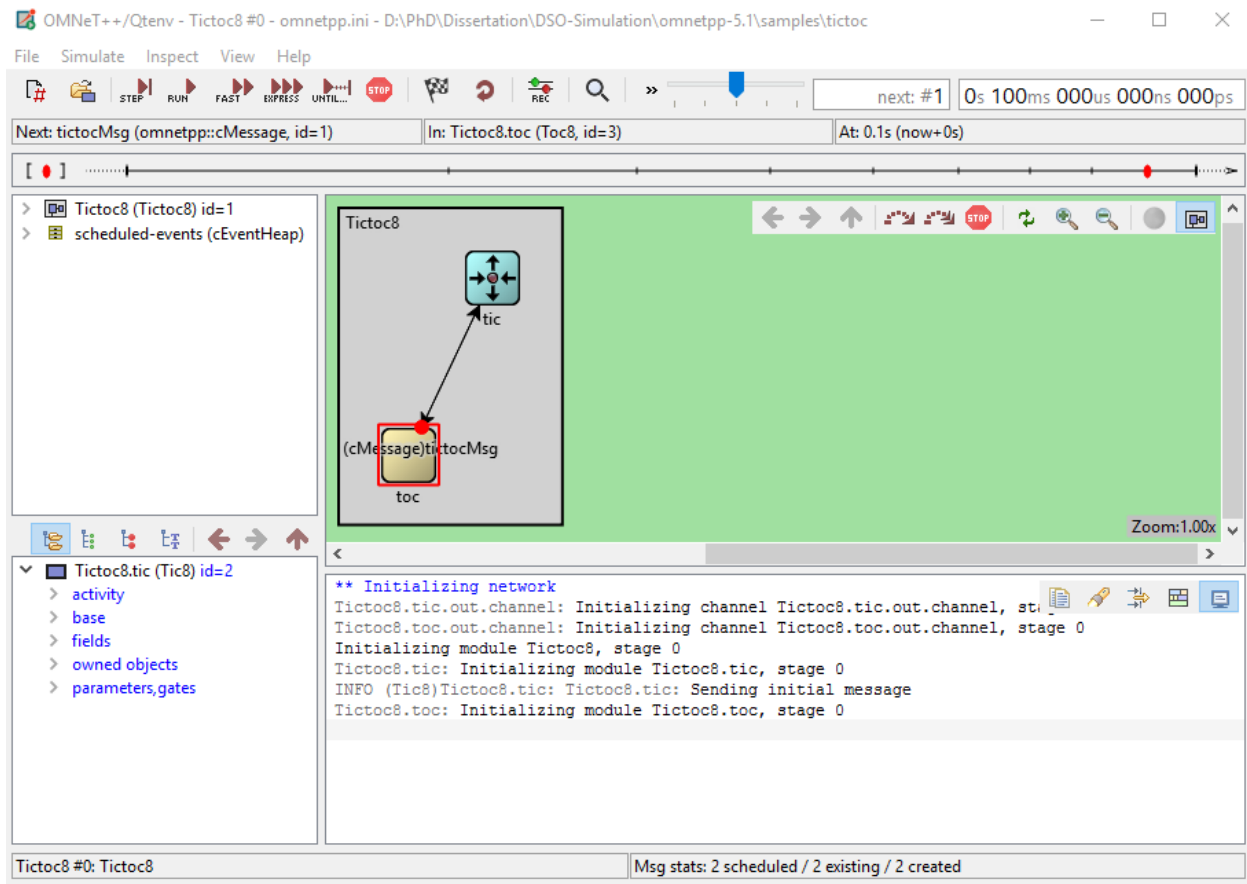 OMNeT++/Qtenv - Tictoc8 #0 - omnetpp.ini - D:\PhD\Dissertation\DSO-Simulation\omnetpp-5.1\samples\tictoc
File Simulate Inspect View Help
STEP RUN FAST EXPRESS UNTIL... STOP REC » next: #1 0s 100ms 000us 000ns 000ps
Next: tictocMsg (omnetpp::cMessage, id=1) In: Tictoc8.toc (Toc8, id=3) At: 0.1s (now+0s)
Tictoc8 (Tictoc8) id=1
scheduled-events (cEventHeap)
Tictoc8
STOP
tic
(cMessage)tictocMsg
toc
Zoom:1.00x
Tictoc8.tic (Tic8) id=2
activity
base
fields
owned objects
parameters,gates
** Initializing network
Tictoc8.tic.out.channel: Initializing channel Tictoc8.tic.out.channel,
Tictoc8.toc.out.channel: Initializing channel Tictoc8.toc.out.channel, stage 0
Initializing module Tictoc8, stage 0
Tictoc8.tic: Initializing module Tictoc8.tic, stage 0
INFO (Tic8)Tictoc8.tic: Tictoc8.tic: Sending initial message
Tictoc8.toc: Initializing module Tictoc8.toc, stage 0
Tictoc8 #0: Tictoc8 Msg stats: 2 scheduled / 2 existing / 2 created